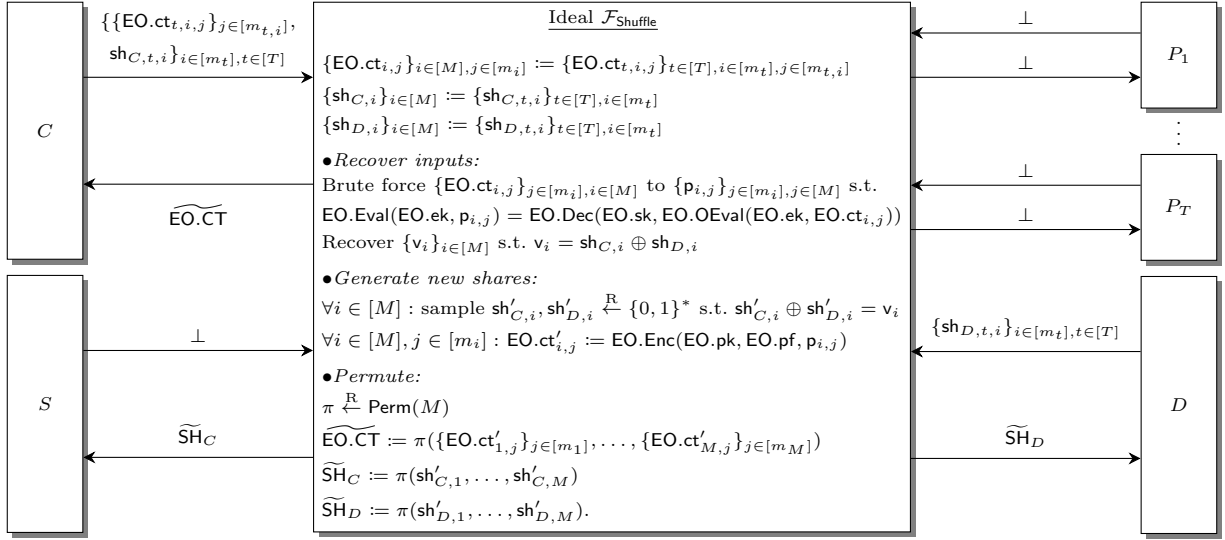 {{EO.ct_{t,i,j}}_{j∈[m_{t,i}]},
sh_{C,t,i}}_{i∈[m_t],t∈[T]}
C
EO.CT̃
S
⊥
S̃H̃_C
Ideal F_Shuffle
{EO.ct_{i,j}}_{i∈[M],j∈[m_i]} := {EO.ct_{t,i,j}}_{t∈[T],i∈[m_t],j∈[m_{t,i}]}
{sh_{C,i}}_{i∈[M]} := {sh_{C,t,i}}_{t∈[T],i∈[m_t]}
{sh_{D,i}}_{i∈[M]} := {sh_{D,t,i}}_{t∈[T],i∈[m_t]}
•Recover inputs:
Brute force {EO.ct_{i,j}}_{j∈[m_i],i∈[M]} to {p_{i,j}}_{j∈[m_i],j∈[M]} s.t.
EO.Eval(EO.ek, p_{i,j}) = EO.Dec(EO.sk, EO.OEval(EO.ek, EO.ct_{i,j}))
Recover {v_i}_{i∈[M]} s.t. v_i = sh_{C,i} ⊕ sh_{D,i}
•Generate new shares:
∀i ∈ [M] : sample sh′_{C,i}, sh′_{D,i} ←^R {0, 1}* s.t. sh′_{C,i} ⊕ sh′_{D,i} = v_i
∀i ∈ [M], j ∈ [m_i] : EO.ct′_{i,j} := EO.Enc(EO.pk, EO.pf, p_{i,j})
•Permute:
π ←^R Perm(M)
EO.CT̃ := π({EO.ct′_{1,j}}_{j∈[m_1]}, . . . , {EO.ct′_{M,j}}_{j∈[m_M]})
S̃H̃_C := π(sh′_{C,1}, . . . , sh′_{C,M})
S̃H̃_D := π(sh′_{D,1}, . . . , sh′_{D,M}).
⊥
⊥
P_1
⋮
⊥
⊥
P_T
{sh_{D,t,i}}_{i∈[m_t],t∈[T]}
D
S̃H̃_D